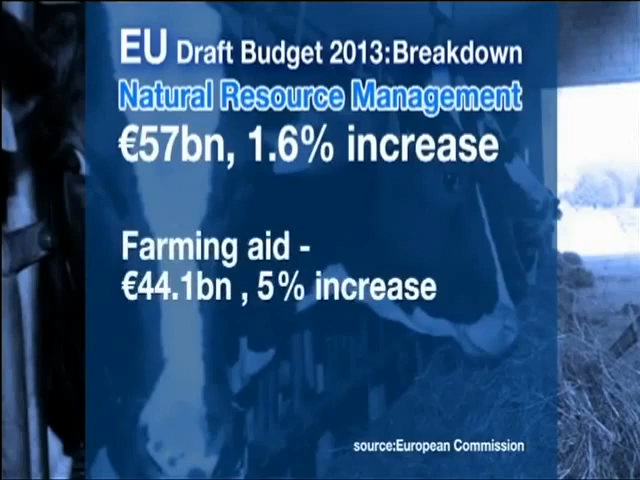 EU Draft Budget 2013:Breakdown
Natural Resource Management
€57bn, 1.6% increase
Farming aid -
€44.1bn , 5% increase
source:European Commission